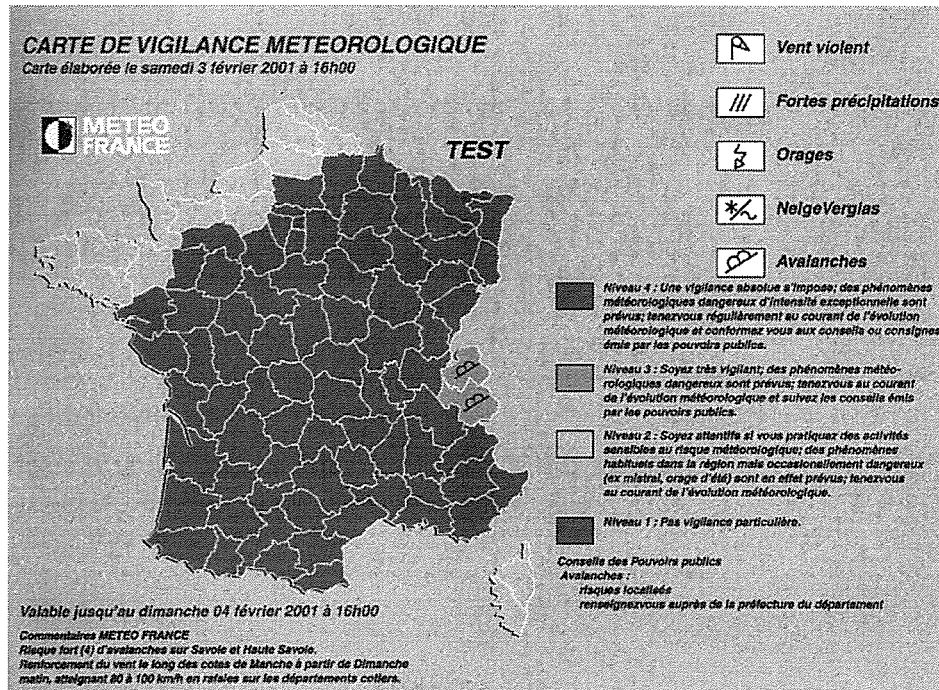 CARTE DE VIGILANCE METEOROLOGIQUE
Carte élaborée le samedi 3 février 2001 à 16h00
METEO
FRANCE
TEST
Vent violent
Fortes précipitations
Orages
NeigeVerglas
Avalanches
Niveau 4 : Une vigilance absolue s'impose; des phénomènes
météorologiques dangereux d'intensité exceptionnelle sont
prévus; tenezvous régulièrement au courant de l'évolution
météorologique et conformez vous aux conseils ou consignes
émis par les pouvoirs publics.
Niveau 3 : Soyez très vigilant; des phénomènes météo-
rologiques dangereux sont prévus; tenezvous au courant
de l'évolution météorologique et suivez les conseils émis
par les pouvoirs publics.
Niveau 2 : Soyez attentifs si vous pratiquez des activités
sensibles au risque météorologique; des phénomènes
habituels dans la région mais occasionnellement dangereux
(ex mistral, orage d'été) sont en effet prévus; tenezvous
au courant de l'évolution météorologique.
Niveau 1 : Pas vigilance particulière.
Conseils des Pouvoirs publics
Avalanches :
risques localisés
renseignezvous auprès de la préfecture du département
Valable jusqu'au dimanche 04 février 2001 à 16h00
Commentaires METEO FRANCE
Risque fort (4) d'avalanches sur Savoie et Haute Savoie.
Renforcement du vent le long des cotes de Manche à partir de Dimanche
matin, atteignant 80 à 100 km/h en rafales sur les départements cotiers.